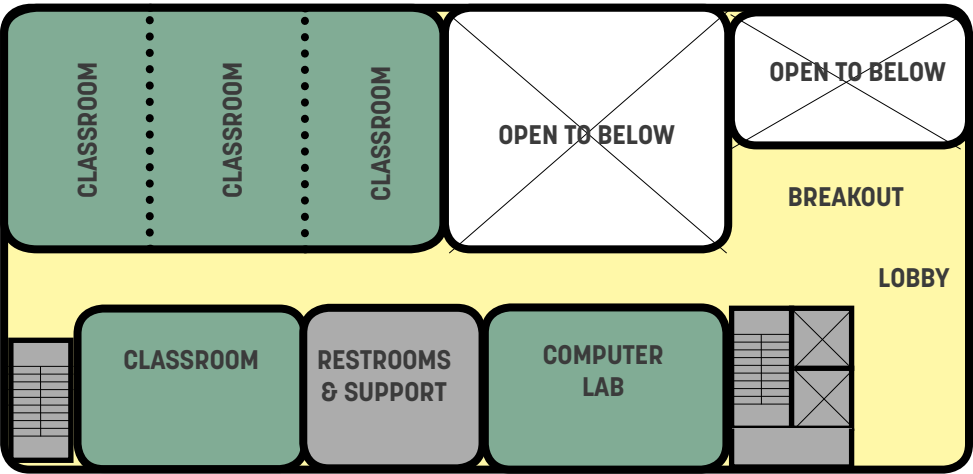 CLASSROOM
CLASSROOM
CLASSROOM
OPEN TO BELOW
OPEN TO BELOW
BREAKOUT
LOBBY
CLASSROOM
RESTROOMS
& SUPPORT
COMPUTER
LAB